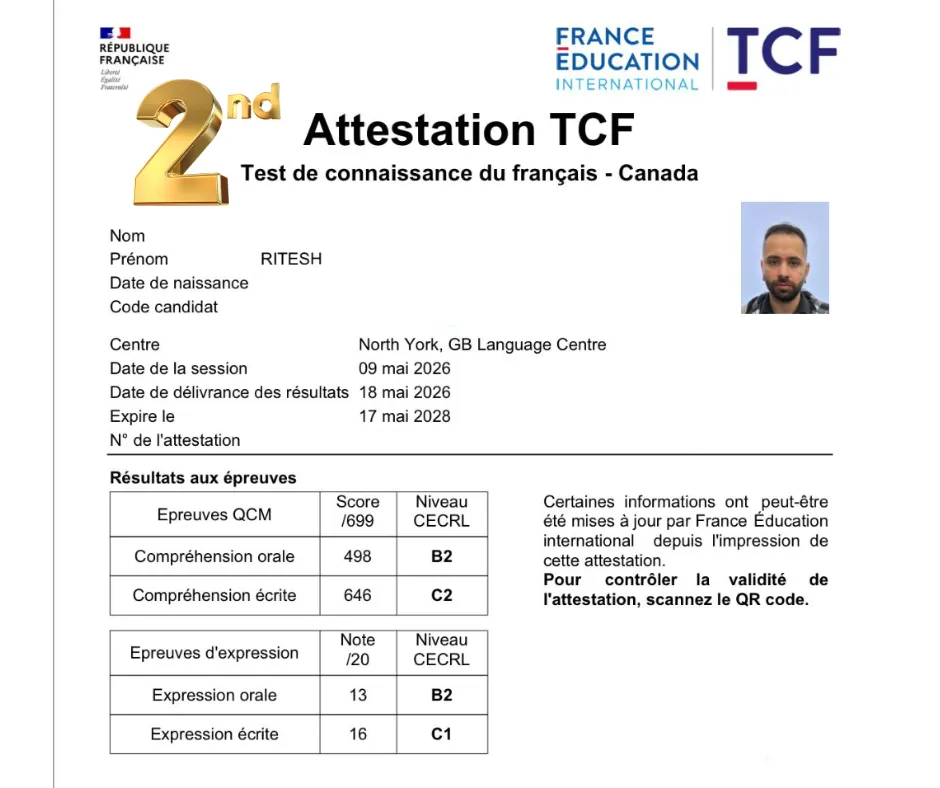 RÉPUBLIQUE
FRANÇAISE
Liberté
Égalité
Fraternité
FRANCE
ÉDUCATION
INTERNATIONAL
TCF
2nd
Attestation TCF
Test de connaissance du français - Canada
Nom
Prénom RITESH
Date de naissance
Code candidat
Centre North York, GB Language Centre
Date de la session 09 mai 2026
Date de délivrance des résultats 18 mai 2026
Expire le 17 mai 2028
N° de l'attestation
Résultats aux épreuves
Epreuves QCM Score /699 Niveau CECRL
Compréhension orale 498 B2
Compréhension écrite 646 C2
Certaines informations ont peut-être
été mises à jour par France Éducation
international depuis l'impression de
cette attestation.
Pour contrôler la validité de
l'attestation, scannez le QR code.
Epreuves d'expression Note /20 Niveau CECRL
Expression orale 13 B2
Expression écrite 16 C1